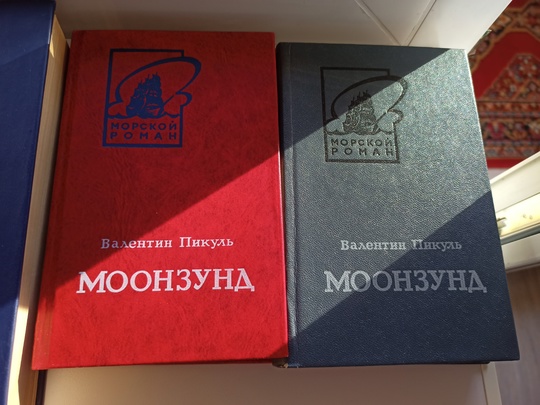 МОРСКОЙ
РОМАН
Валентин Пикуль
МООНЗУНД
МОРСКОЙ
РОМАН
Валентин Пикуль
МООНЗУНД